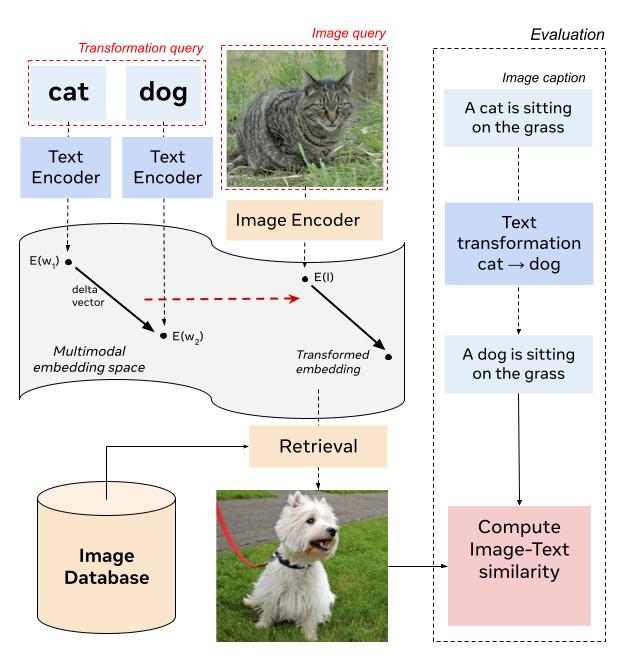 Transformation query
Image query
Evaluation
cat
dog
Image caption
A cat is sitting
on the grass
Text
Encoder
Text
Encoder
Image Encoder
Text
transformation
cat → dog
E(w₁)
delta
vector
E(w₂)
E(I)
Multimodal
embedding space
Transformed
embedding
A dog is sitting
on the grass
Retrieval
Image
Database
Compute
Image-Text
similarity